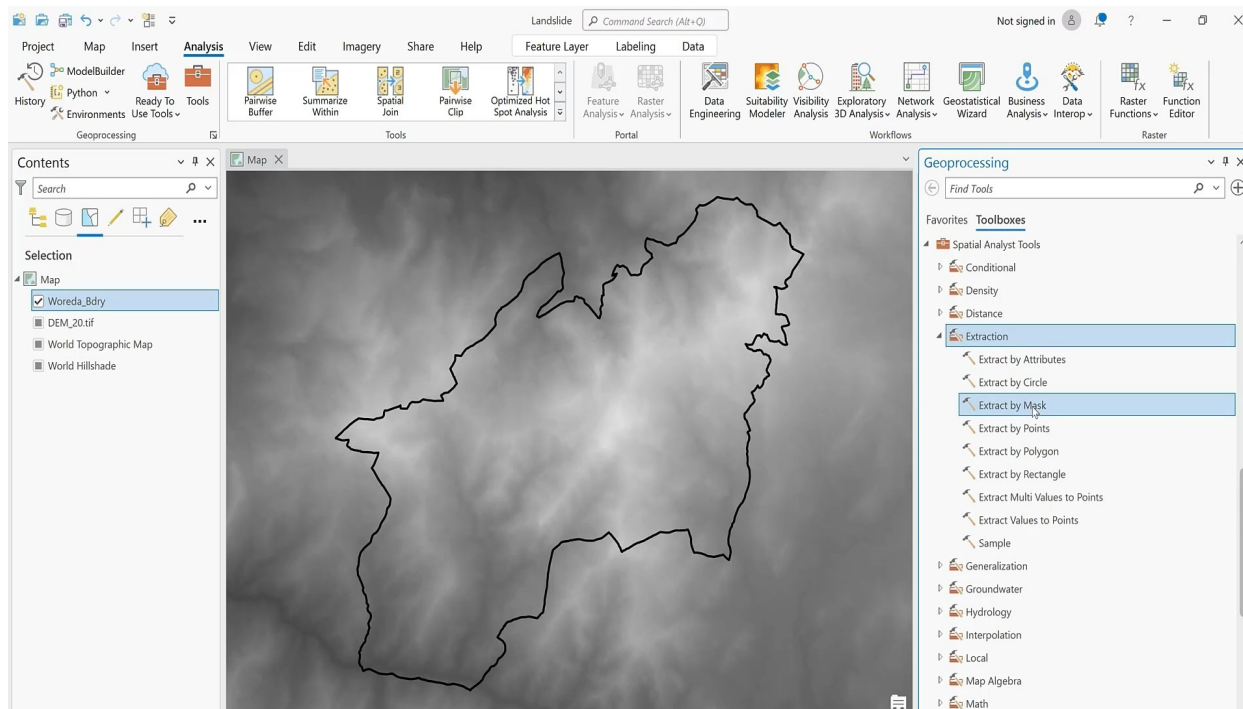 Landslide
Command Search (Alt+Q)
Not signed in
?
Project Map Insert Analysis View Edit Imagery Share Help Feature Layer Labeling Data
History
ModelBuilder
Python
Environments
Ready To Use Tools
Tools
Geoprocessing
Pairwise Buffer
Summarize Within
Spatial Join
Pairwise Clip
Optimized Hot Spot Analysis
Tools
Feature Analysis
Raster Analysis
Portal
Data Engineering
Suitability Modeler
Visibility Analysis
Exploratory 3D Analysis
Network Analysis
Geostatistical Wizard
Business Analysis
Data Interop
Workflows
Raster Functions
Function Editor
Raster
Contents
Search
Selection
Map
Woreda_Bdry
DEM_20.tif
World Topographic Map
World Hillshade
Map
Geoprocessing
Find Tools
Favorites Toolboxes
Spatial Analyst Tools
Conditional
Density
Distance
Extraction
Extract by Attributes
Extract by Circle
Extract by Mask
Extract by Points
Extract by Polygon
Extract by Rectangle
Extract Multi Values to Points
Extract Values to Points
Sample
Generalization
Groundwater
Hydrology
Interpolation
Local
Map Algebra
Math